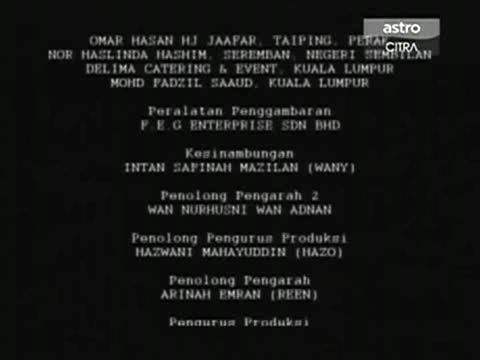 astro
CITRA
OMAR HASAN HJ JAAFAR, TAIPING, PERAK
NOR HASLINDA HASHIM, SEREMBAN, NEGERI SEMBILAN
DELIMA CATERING & EVENT, KUALA LUMPUR
MOHD FADZIL SAAUD, KUALA LUMPUR
Peralatan Penggambaran
F.E.G ENTERPRISE SDN BHD
Kesinambungan
INTAN SAFINAH MAZILAN (WANY)
Penolong Pengarah 2
WAN NURHUSNI WAN ADNAN
Penolong Pengurus Produksi
HAZWANI MAHAYUDDIN (HAZO)
Penolong Pengarah
ARINAH EMRAN (REEN)
Pengurus Produksi